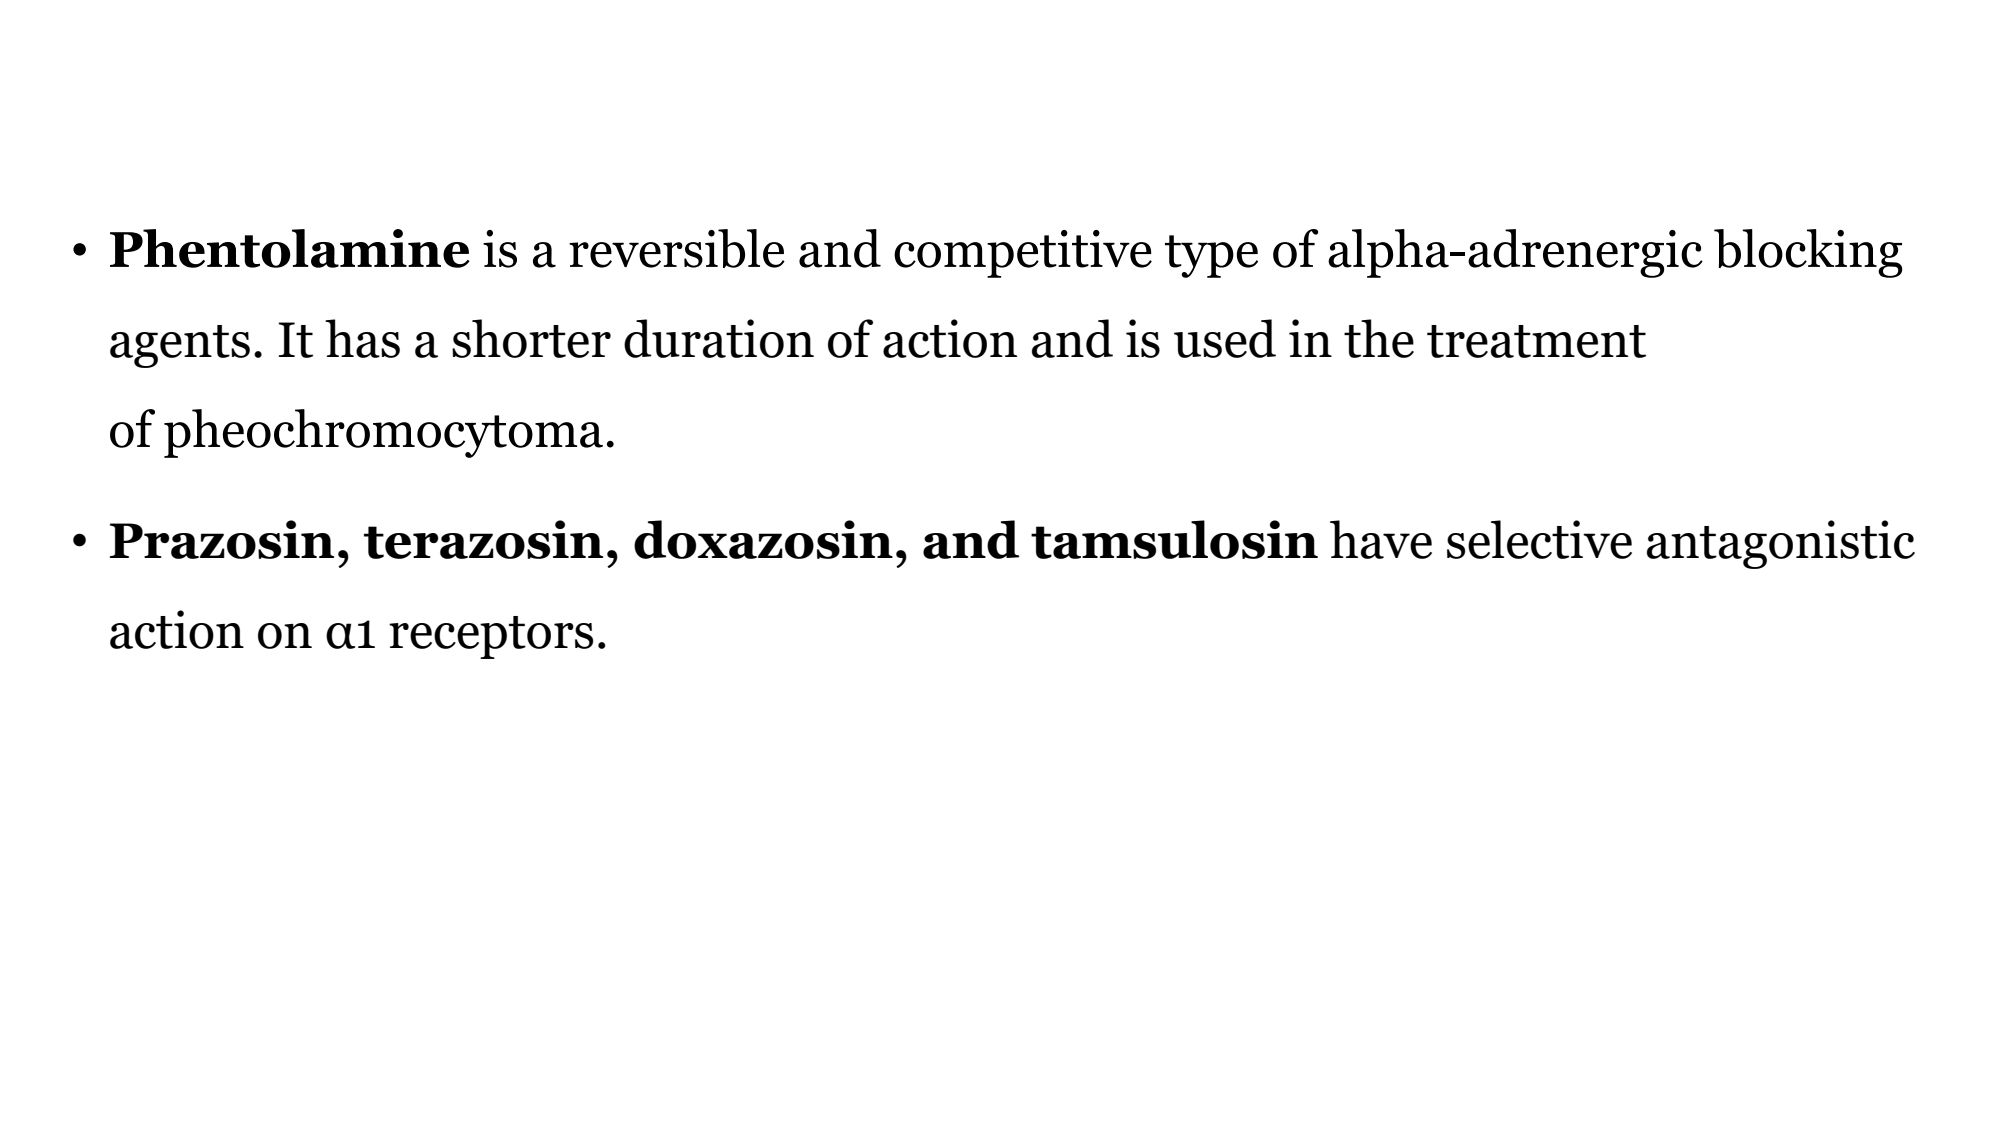 • Phentolamine is a reversible and competitive type of alpha-adrenergic blocking
agents. It has a shorter duration of action and is used in the treatment
of pheochromocytoma.
• Prazosin, terazosin, doxazosin, and tamsulosin have selective antagonistic
action on α1 receptors.